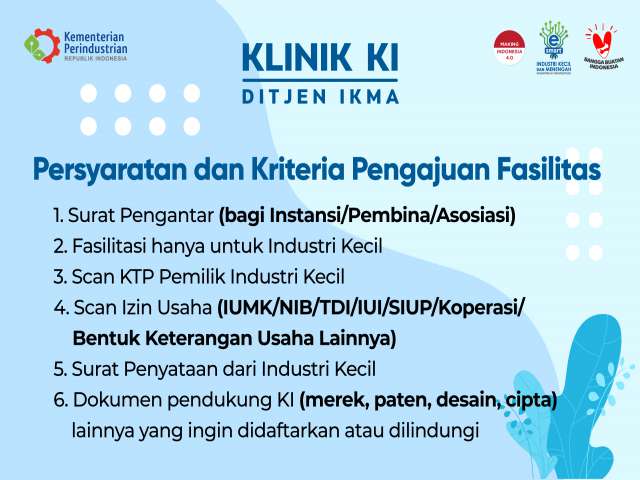 Kementerian
Perindustrian
REPUBLIK INDONESIA
KLINIK KI
DITJEN IKMA
MAKING
INDONESIA
4.0
e
smart
INDUSTRI KECIL
DAN MENENGAH
BANGGA BUATAN
INDONESIA
Persyaratan dan Kriteria Pengajuan Fasilitas
1. Surat Pengantar (bagi Instansi/Pembina/Asosiasi)
2. Fasilitasi hanya untuk Industri Kecil
3. Scan KTP Pemilik Industri Kecil
4. Scan Izin Usaha (IUMK/NIB/TDI/IUI/SIUP/Koperasi/
Bentuk Keterangan Usaha Lainnya)
5. Surat Penyataan dari Industri Kecil
6. Dokumen pendukung KI (merek, paten, desain, cipta)
lainnya yang ingin didaftarkan atau dilindungi